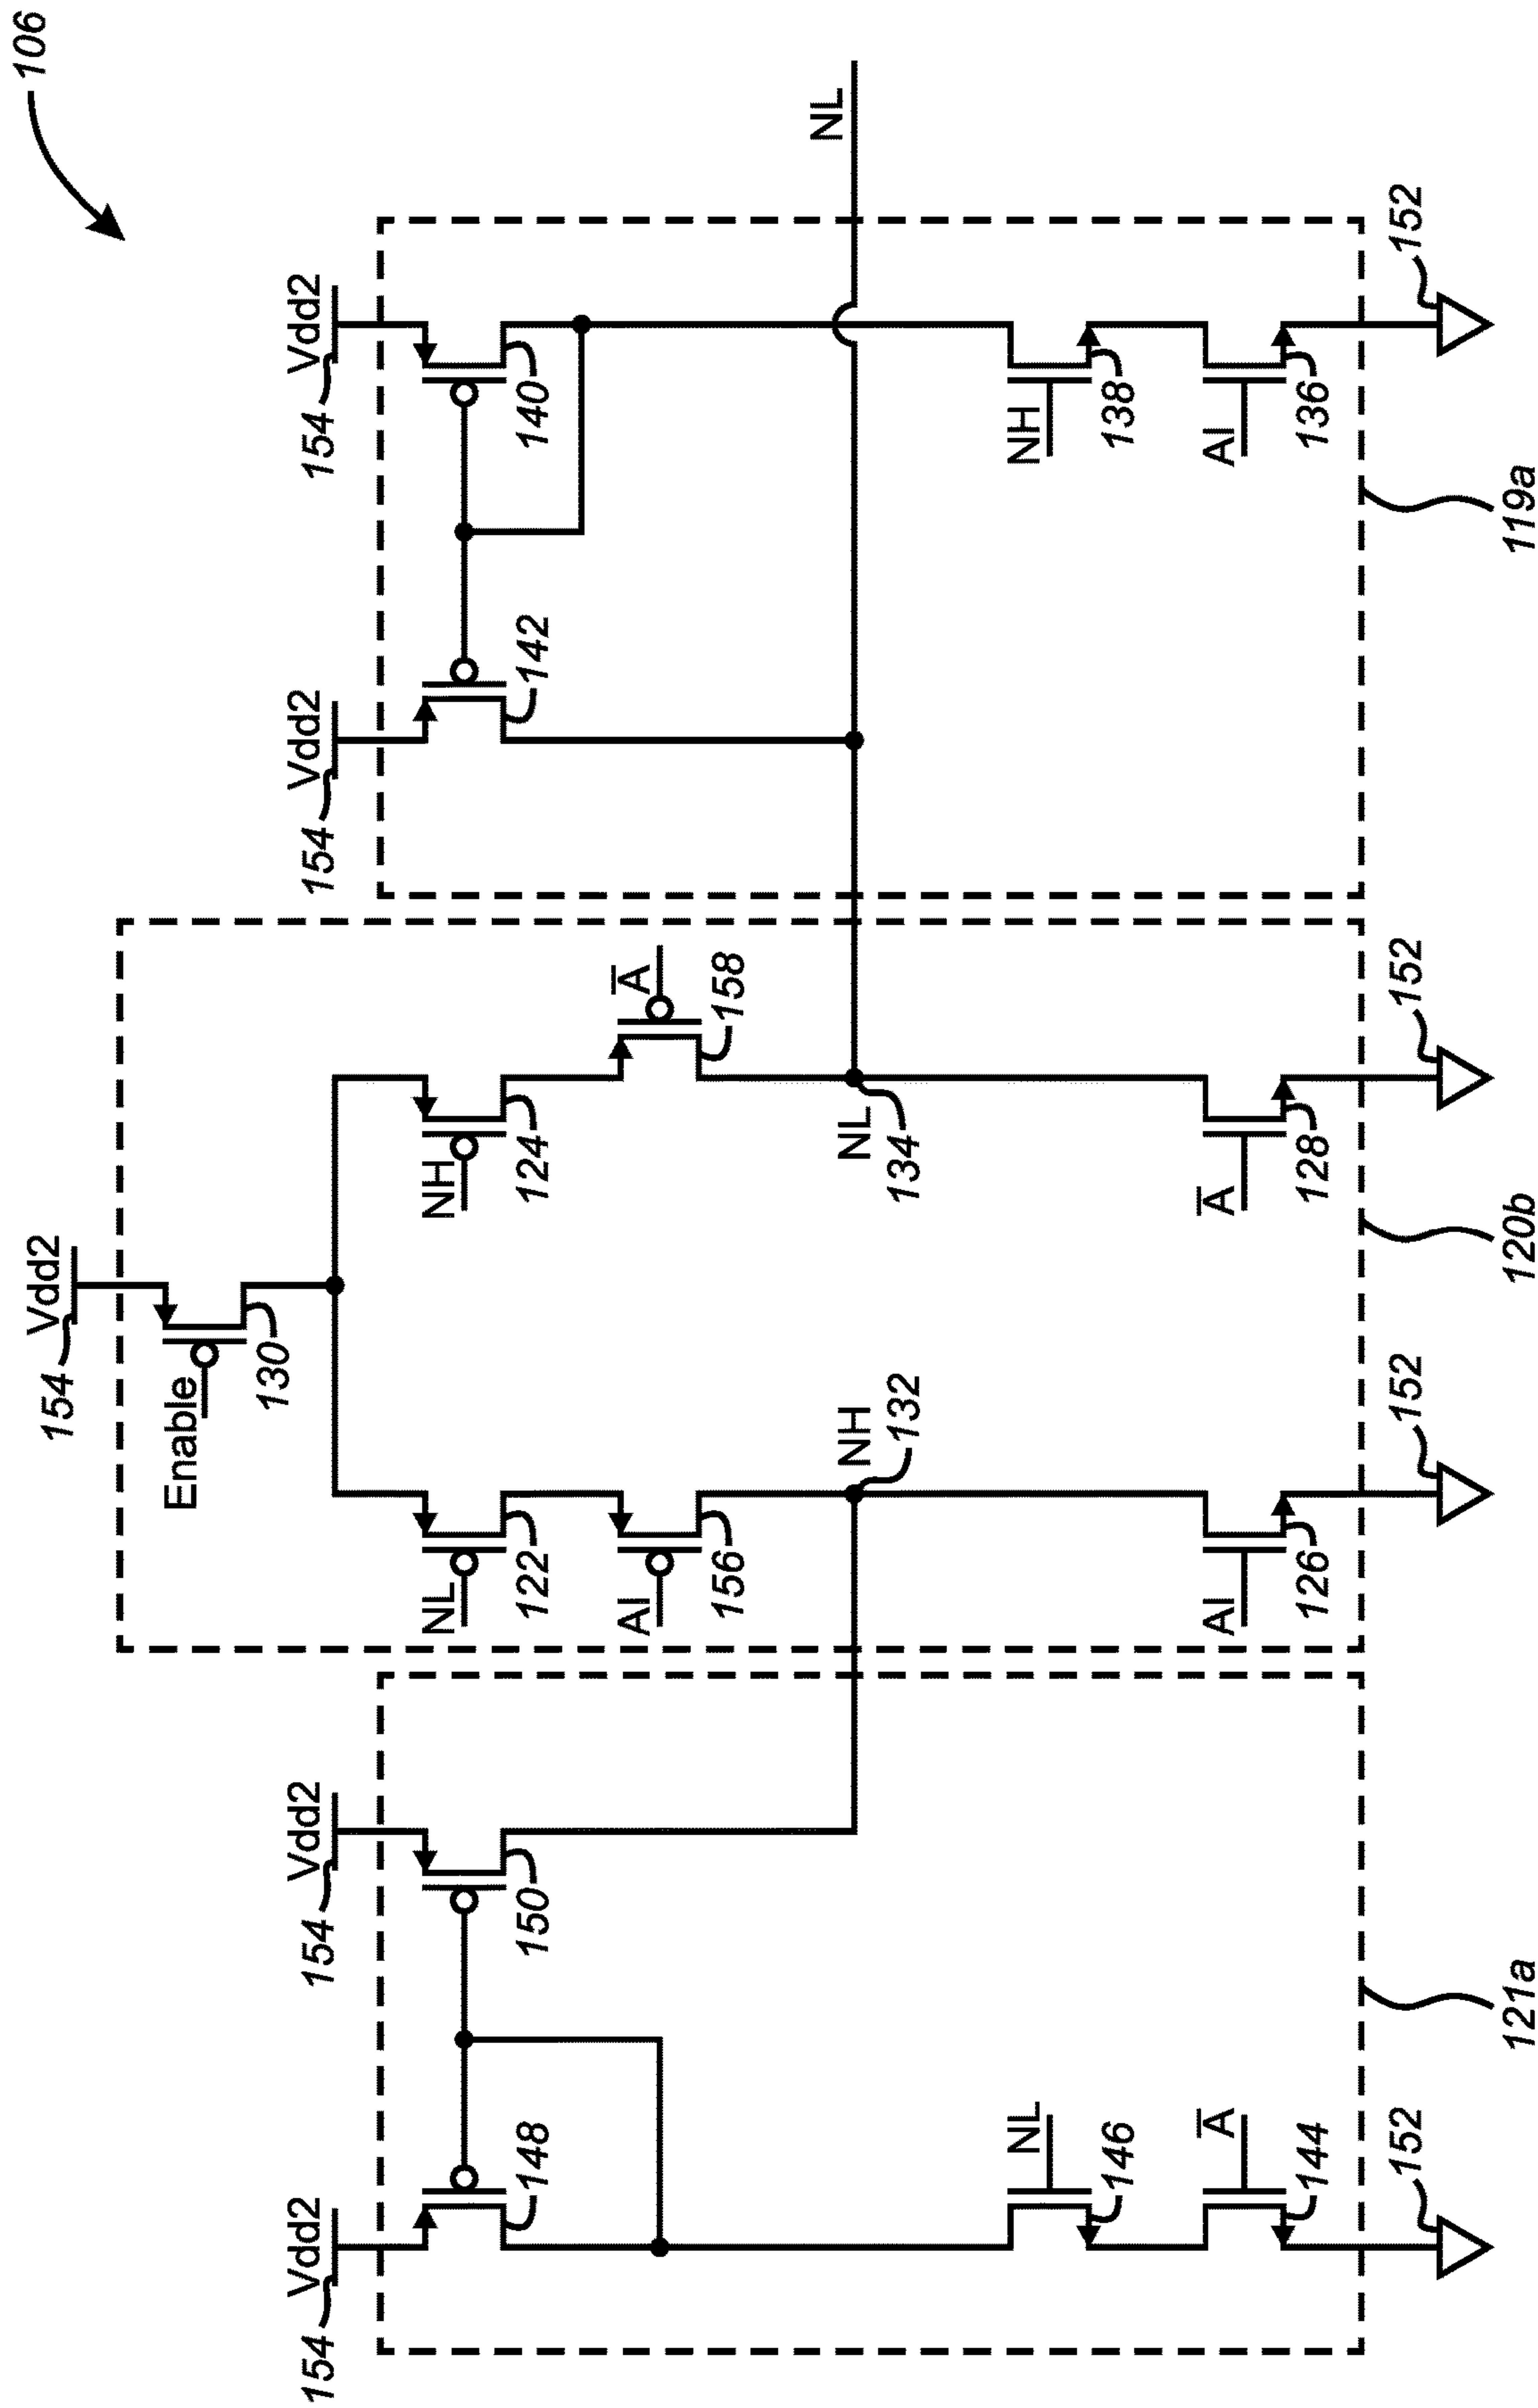 106
Vdd2
154
Enable
130
Vdd2 Vdd2 Vdd2 Vdd2
154 154 154 154
NL NH
148 150 122 124 142 140
AI A̅
156 158
NL
NH NL
132 134
NL NH
146 138
A̅ AI A̅ AI
144 126 128 136
152 152 152 152
121a 120b 119a